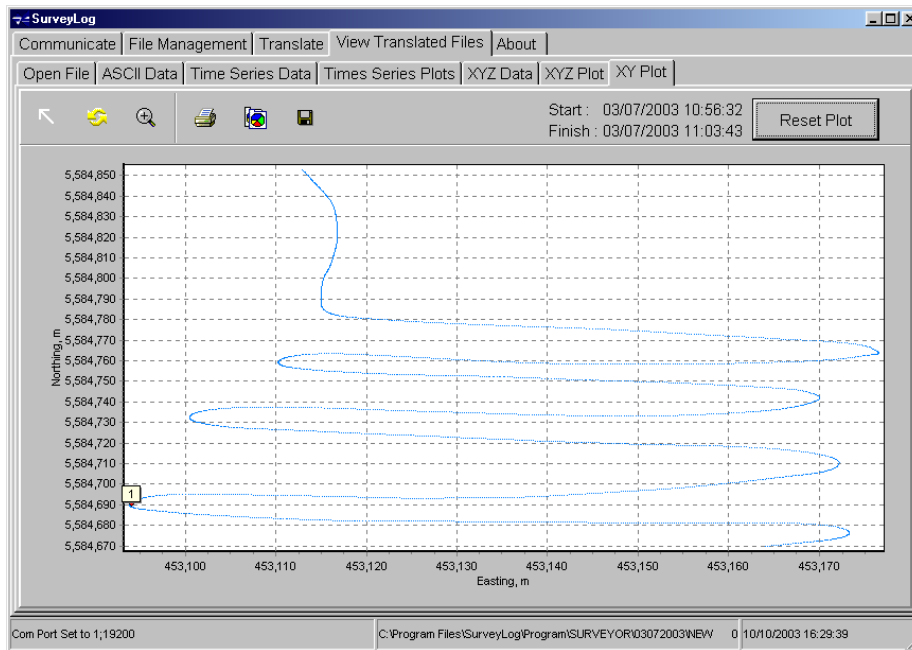 SurveyLog
Communicate File Management Translate View Translated Files About
Open File ASCII Data Time Series Data Times Series Plots XYZ Data XYZ Plot XY Plot
Start : 03/07/2003 10:56:32
Finish : 03/07/2003 11:03:43
Reset Plot
5,584,850
5,584,840
5,584,830
5,584,820
5,584,810
5,584,800
5,584,790
5,584,780
5,584,770
5,584,760
5,584,750
5,584,740
5,584,730
5,584,720
5,584,710
5,584,700
5,584,690
5,584,680
5,584,670
Northing, m
1
453,100 453,110 453,120 453,130 453,140 453,150 453,160 453,170
Easting, m
Com Port Set to 1;19200 C:\Program Files\SurveyLog\Program\SURVEYOR\03072003\NEW 0 10/10/2003 16:29:39